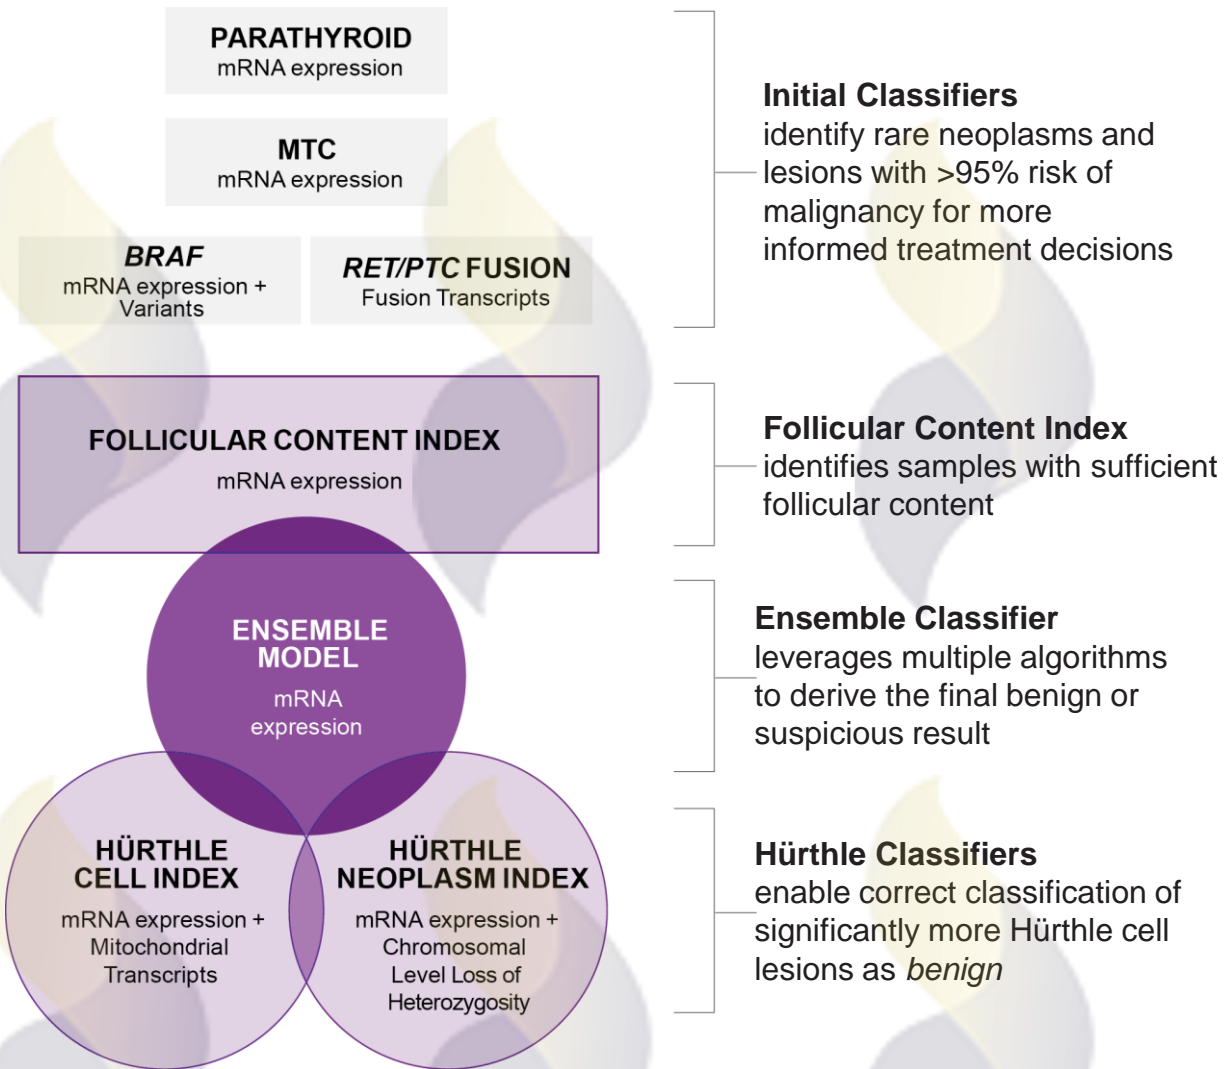 PARATHYROID
mRNA expression
MTC
mRNA expression
BRAF
mRNA expression +
Variants
RET/PTC FUSION
Fusion Transcripts
Initial Classifiers
identify rare neoplasms and
lesions with >95% risk of
malignancy for more
informed treatment decisions
FOLLICULAR CONTENT INDEX
mRNA expression
Follicular Content Index
identifies samples with sufficient
follicular content
ENSEMBLE
MODEL
mRNA
expression
Ensemble Classifier
leverages multiple algorithms
to derive the final benign or
suspicious result
HÜRTHLE
CELL INDEX
mRNA expression +
Mitochondrial
Transcripts
HÜRTHLE
NEOPLASM INDEX
mRNA expression +
Chromosomal
Level Loss of
Heterozygosity
Hürthle Classifiers
enable correct classification of
significantly more Hürthle cell
lesions as benign